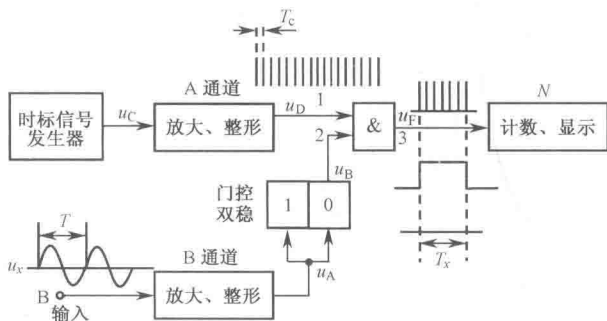 T_c
A 通道
时标信号
发生器
u_C
放大、整形
u_D
1
2
&
u_F
3
N
计数、显示
u_B
门控
双稳
1
0
T
u_x
B
输入
B 通道
放大、整形
u_A
T_x